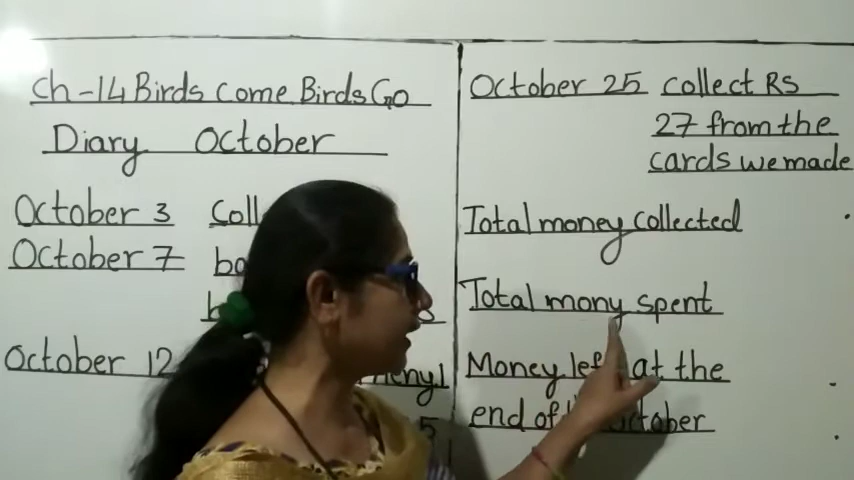 Ch-14 Birds Come Birds Go
Diary October
October 3 Coll
October 7 bo
October 12 henyl
5
October 25 collect Rs
27 from the
cards we made
Total money collected
Total mony spent
Money left at the
end of October